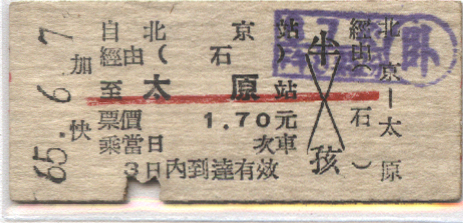 65.6.7
加快
自北京站
經由(石京)
至太原站
票價1.70元
乘當日 次車
3日內到達有效
半孩
北京—太原
經由(石)
卧